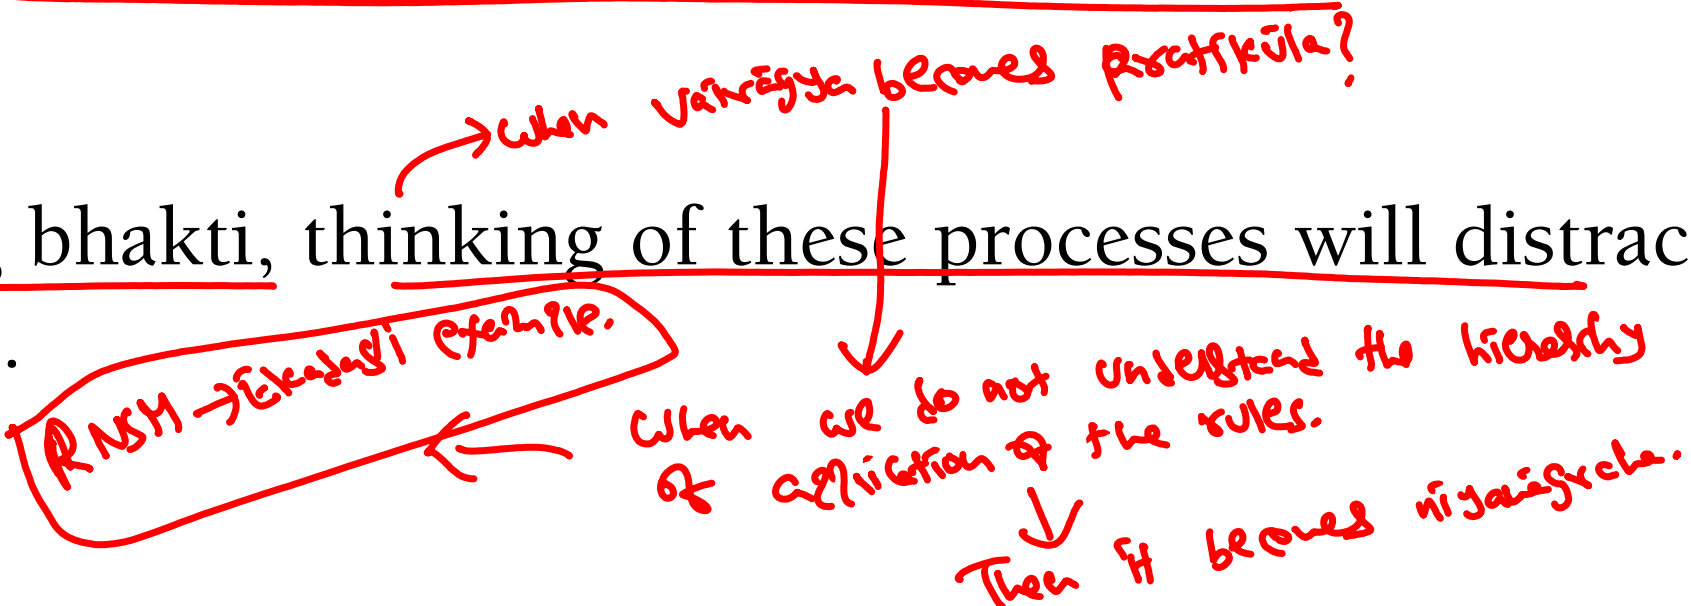 when vairāgya becomes pratikūla?
bhakti, thinking of these processes will distrac
.
RNSM → Ekadasi example.
when we do not understand the hierarchy
of application of the rules.
Then it becomes niyamāgraha.